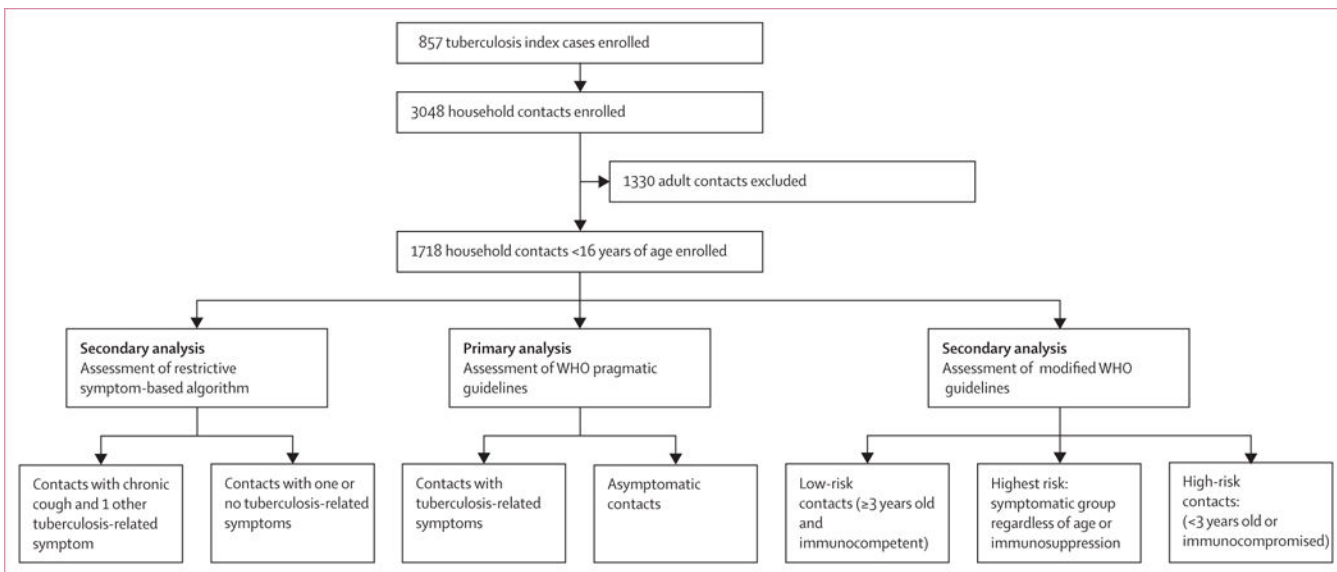 857 tuberculosis index cases enrolled
3048 household contacts enrolled
1330 adult contacts excluded
1718 household contacts <16 years of age enrolled
Secondary analysis
Assessment of restrictive
symptom-based algorithm
Primary analysis
Assessment of WHO pragmatic
guidelines
Secondary analysis
Assessment of modified WHO
guidelines
Contacts with chronic
cough and 1 other
tuberculosis-related
symptom
Contacts with one or
no tuberculosis-related
symptoms
Contacts with
tuberculosis-related
symptoms
Asymptomatic
contacts
Low-risk
contacts (≥3 years old
and
immunocompetent)
Highest risk:
symptomatic group
regardless of age or
immunosuppression
High-risk
contacts:
(<3 years old or
immunocompromised)